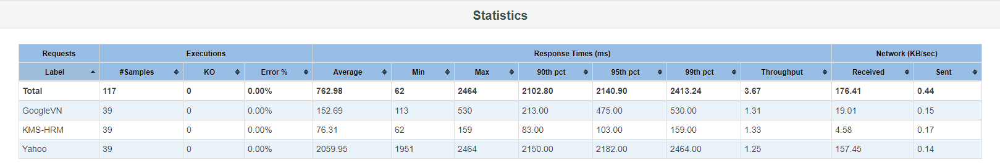 Statistics
Requests Executions Response Times (ms) Network (KB/sec)
Label #Samples KO Error % Average Min Max 90th pct 95th pct 99th pct Throughput Received Sent
Total 117 0 0.00% 762.98 62 2464 2102.80 2140.90 2413.24 3.67 176.41 0.44
GoogleVN 39 0 0.00% 152.69 113 530 213.00 475.00 530.00 1.31 19.01 0.15
KMS-HRM 39 0 0.00% 76.31 62 159 83.00 103.00 159.00 1.33 4.58 0.17
Yahoo 39 0 0.00% 2059.95 1951 2464 2150.00 2182.00 2464.00 1.25 157.45 0.14